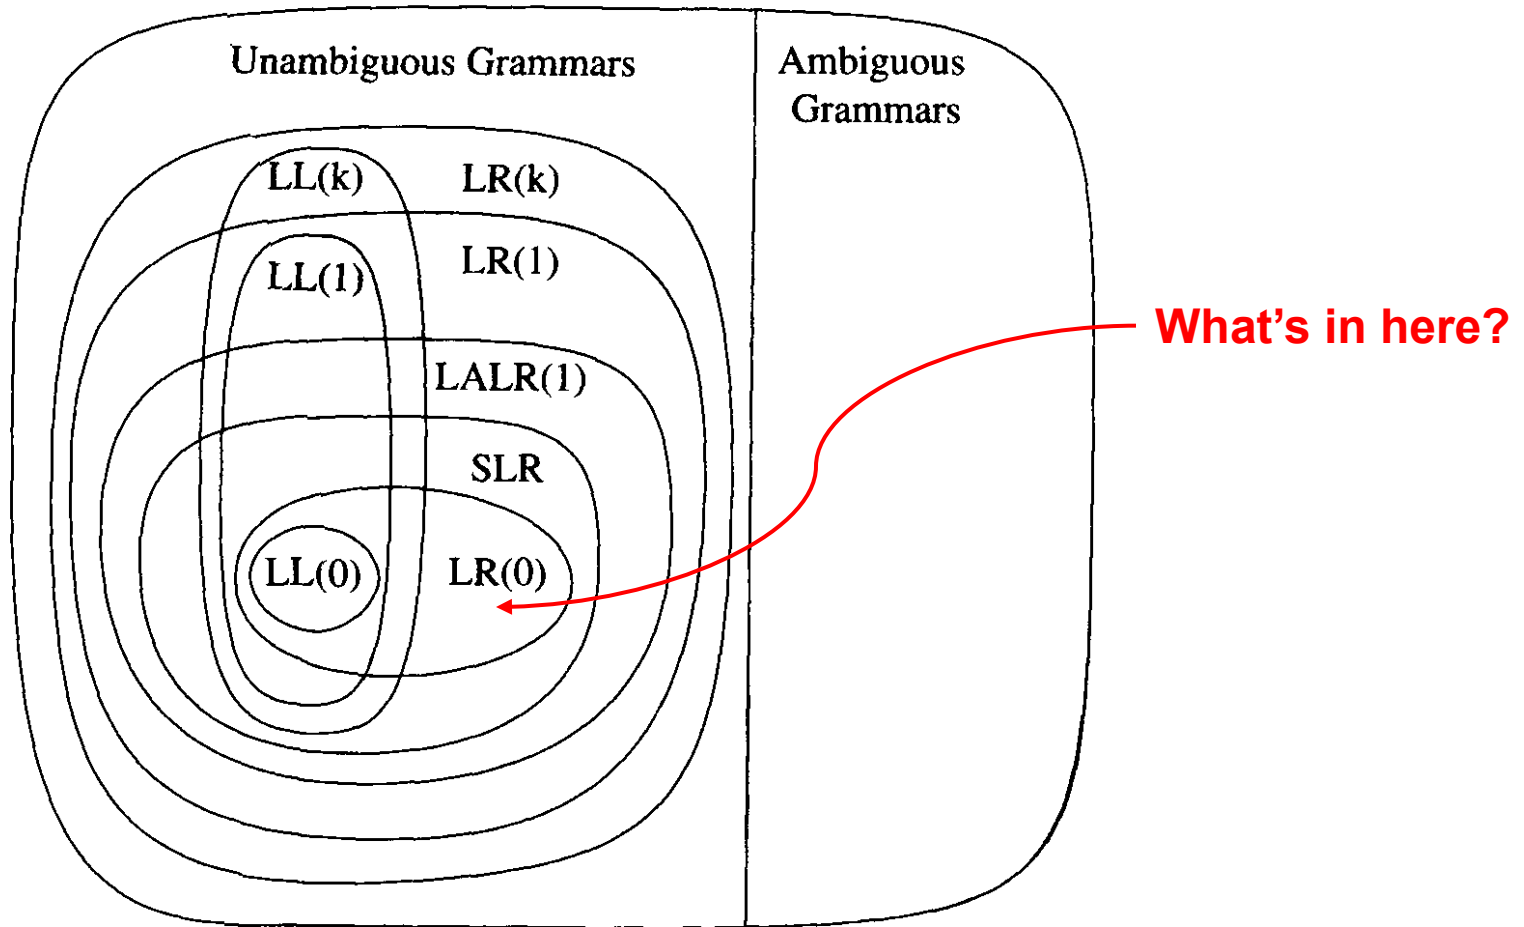 Unambiguous Grammars
Ambiguous
Grammars
LL(k)
LR(k)
LL(1)
LR(1)
LALR(1)
SLR
LL(0)
LR(0)
What’s in here?